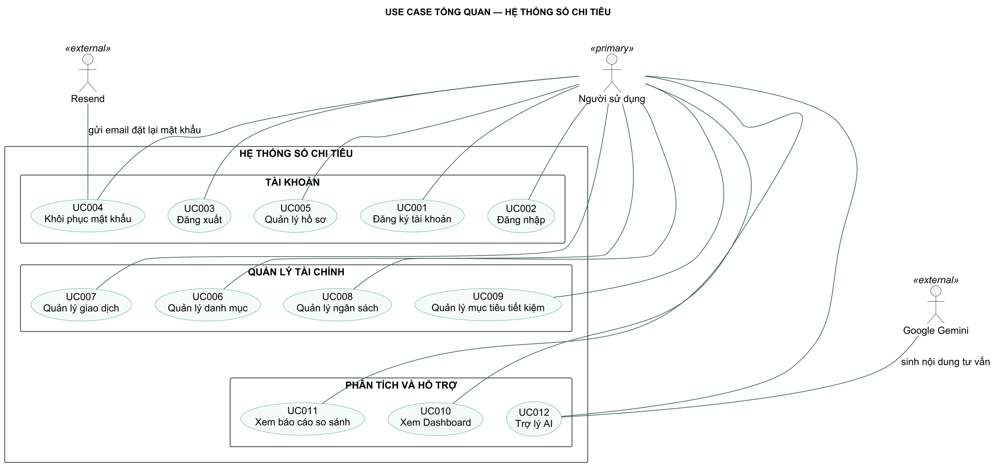 USE CASE TỔNG QUAN — HỆ THỐNG SỔ CHI TIÊU
«external»
Resend
«primary»
Người sử dụng
gửi email đặt lại mật khẩu
HỆ THỐNG SỔ CHI TIÊU
TÀI KHOẢN
UC004
Khôi phục mật khẩu
UC003
Đăng xuất
UC005
Quản lý hồ sơ
UC001
Đăng ký tài khoản
UC002
Đăng nhập
QUẢN LÝ TÀI CHÍNH
UC007
Quản lý giao dịch
UC006
Quản lý danh mục
UC008
Quản lý ngân sách
UC009
Quản lý mục tiêu tiết kiệm
«external»
Google Gemini
sinh nội dung tư vấn
PHÂN TÍCH VÀ HỖ TRỢ
UC011
Xem báo cáo so sánh
UC010
Xem Dashboard
UC012
Trợ lý AI